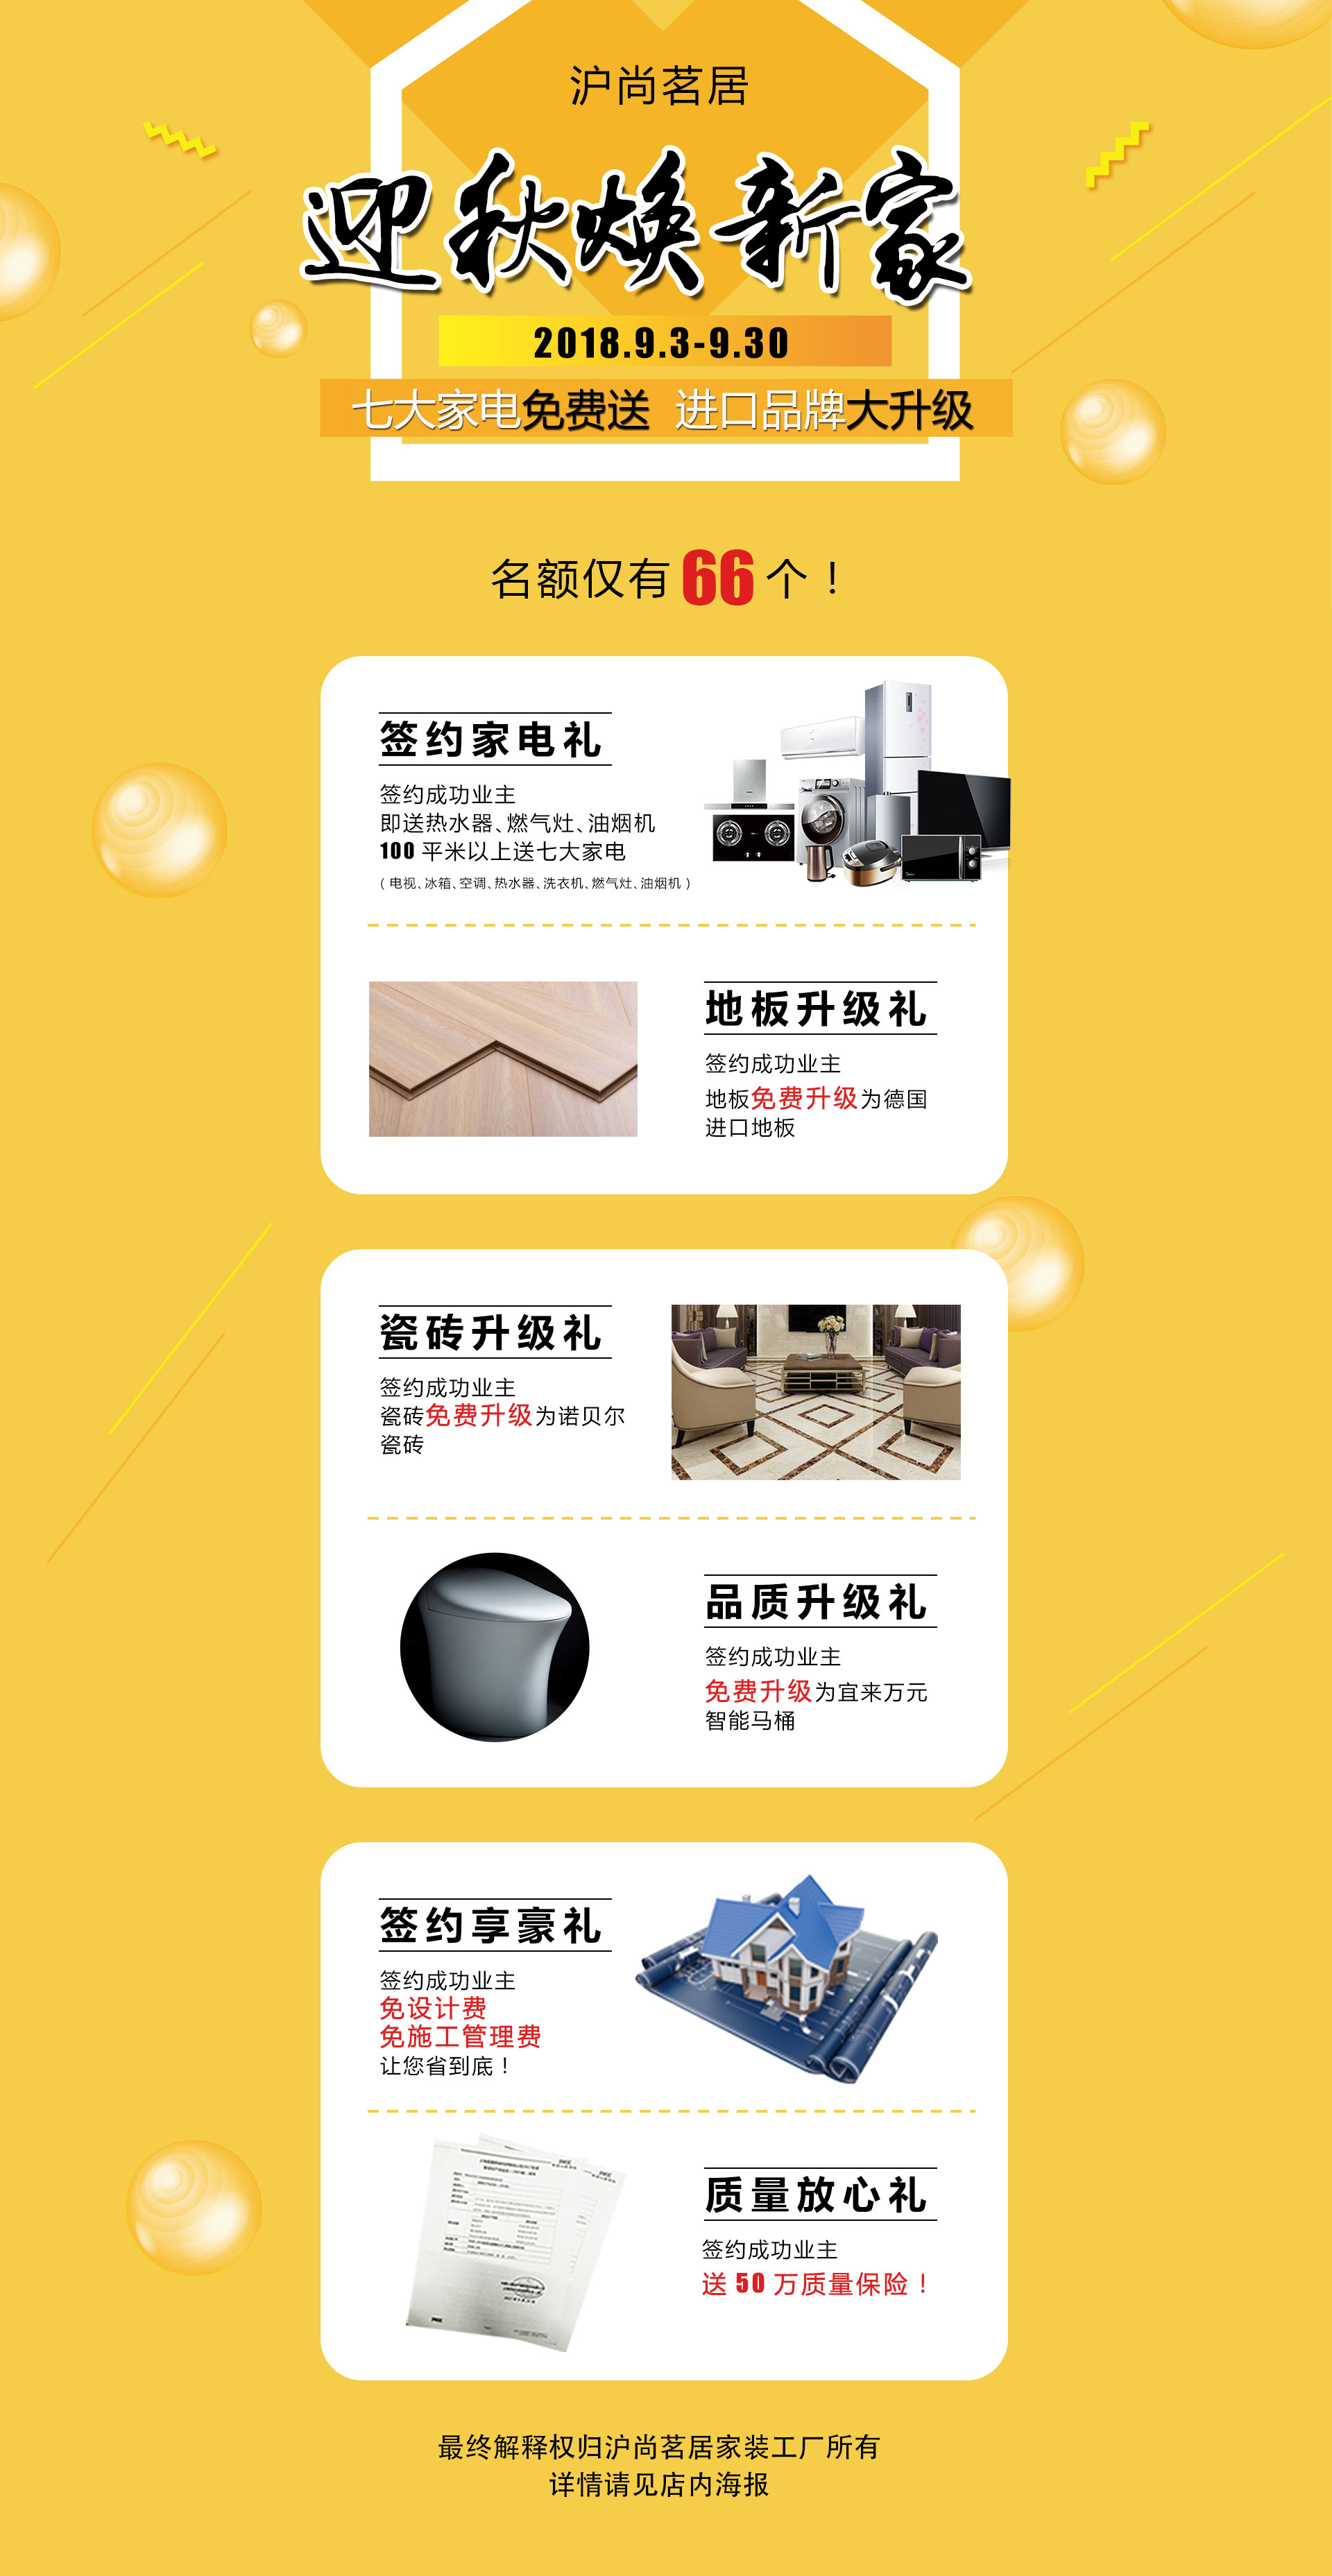 沪尚茗居
迎秋焕新家
2018.9.3-9.30
七大家电免费送 进口品牌大升级
名额仅有66个！
签约家电礼
签约成功业主
即送热水器、燃气灶、油烟机
100平米以上送七大家电
（电视、冰箱、空调、热水器、洗衣机、燃气灶、油烟机）
地板升级礼
签约成功业主
地板免费升级为德国
进口地板
瓷砖升级礼
签约成功业主
瓷砖免费升级为诺贝尔
瓷砖
品质升级礼
签约成功业主
免费升级为宜来万元
智能马桶
签约享豪礼
签约成功业主
免设计费
免施工管理费
让您省到底！
质量放心礼
签约成功业主
送50万质量保险！
最终解释权归沪尚茗居家装工厂所有
详情请见店内海报